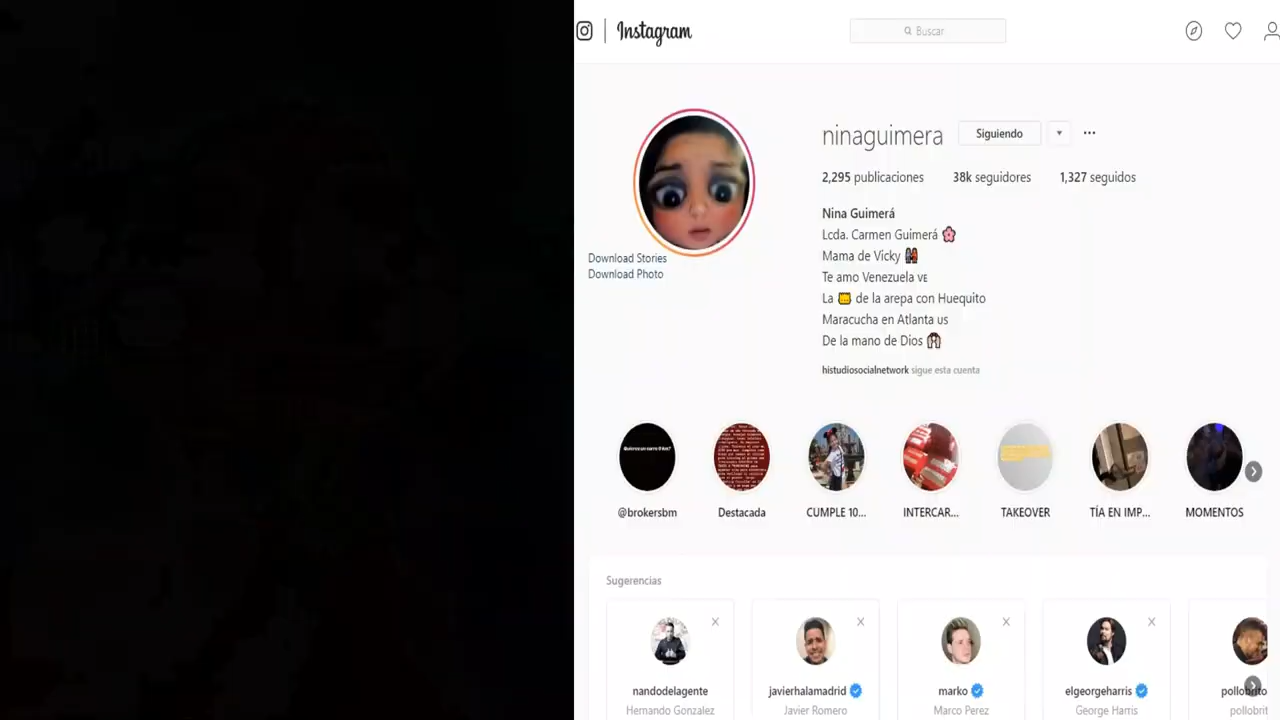 Instagram
Buscar
ninaguimera Siguiendo
2,295 publicaciones 38k seguidores 1,327 seguidos
Nina Guimerá
Lcda. Carmen Guimerá
Mama de Vicky
Te amo Venezuela VE
La de la arepa con Huequito
Maracucha en Atlanta US
De la mano de Dios
histudiosocialnetwork sigue esta cuenta
Download Stories
Download Photo
@brokersbm Destacada CUMPLE 10... INTERCAR... TAKEOVER TÍA EN IMP... MOMENTOS
Sugerencias
nandodelagente javierhalamadrid marko elgeorgeharris pollobrito
Hernando Gonzalez Javier Romero Marco Perez George Harris pollobrit